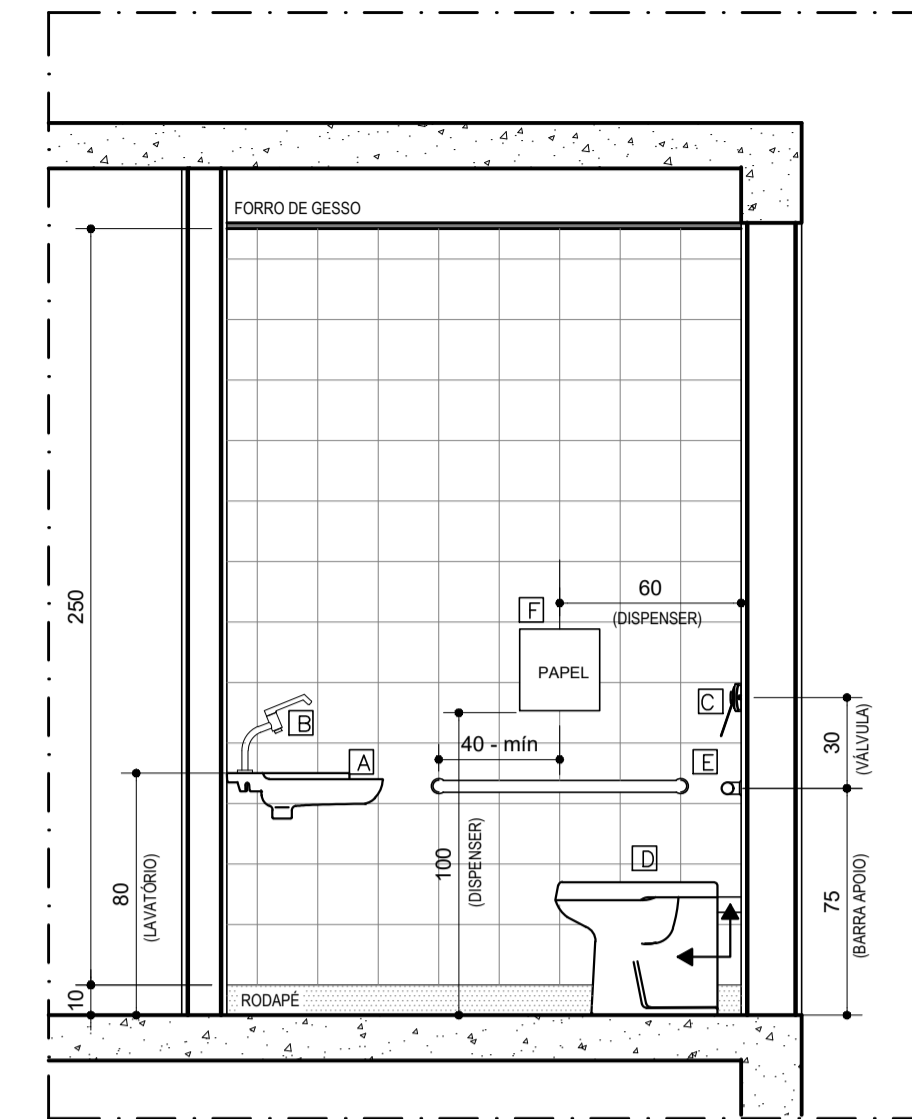 FORRO DE GESSO
250
60
(DISPENSER)
F
PAPEL
C
B
30
(VÁLVULA)
40 - mín
A
E
100
(DISPENSER)
D
80
(LAVATÓRIO)
75
(BARRA APOIO)
10
RODAPÉ